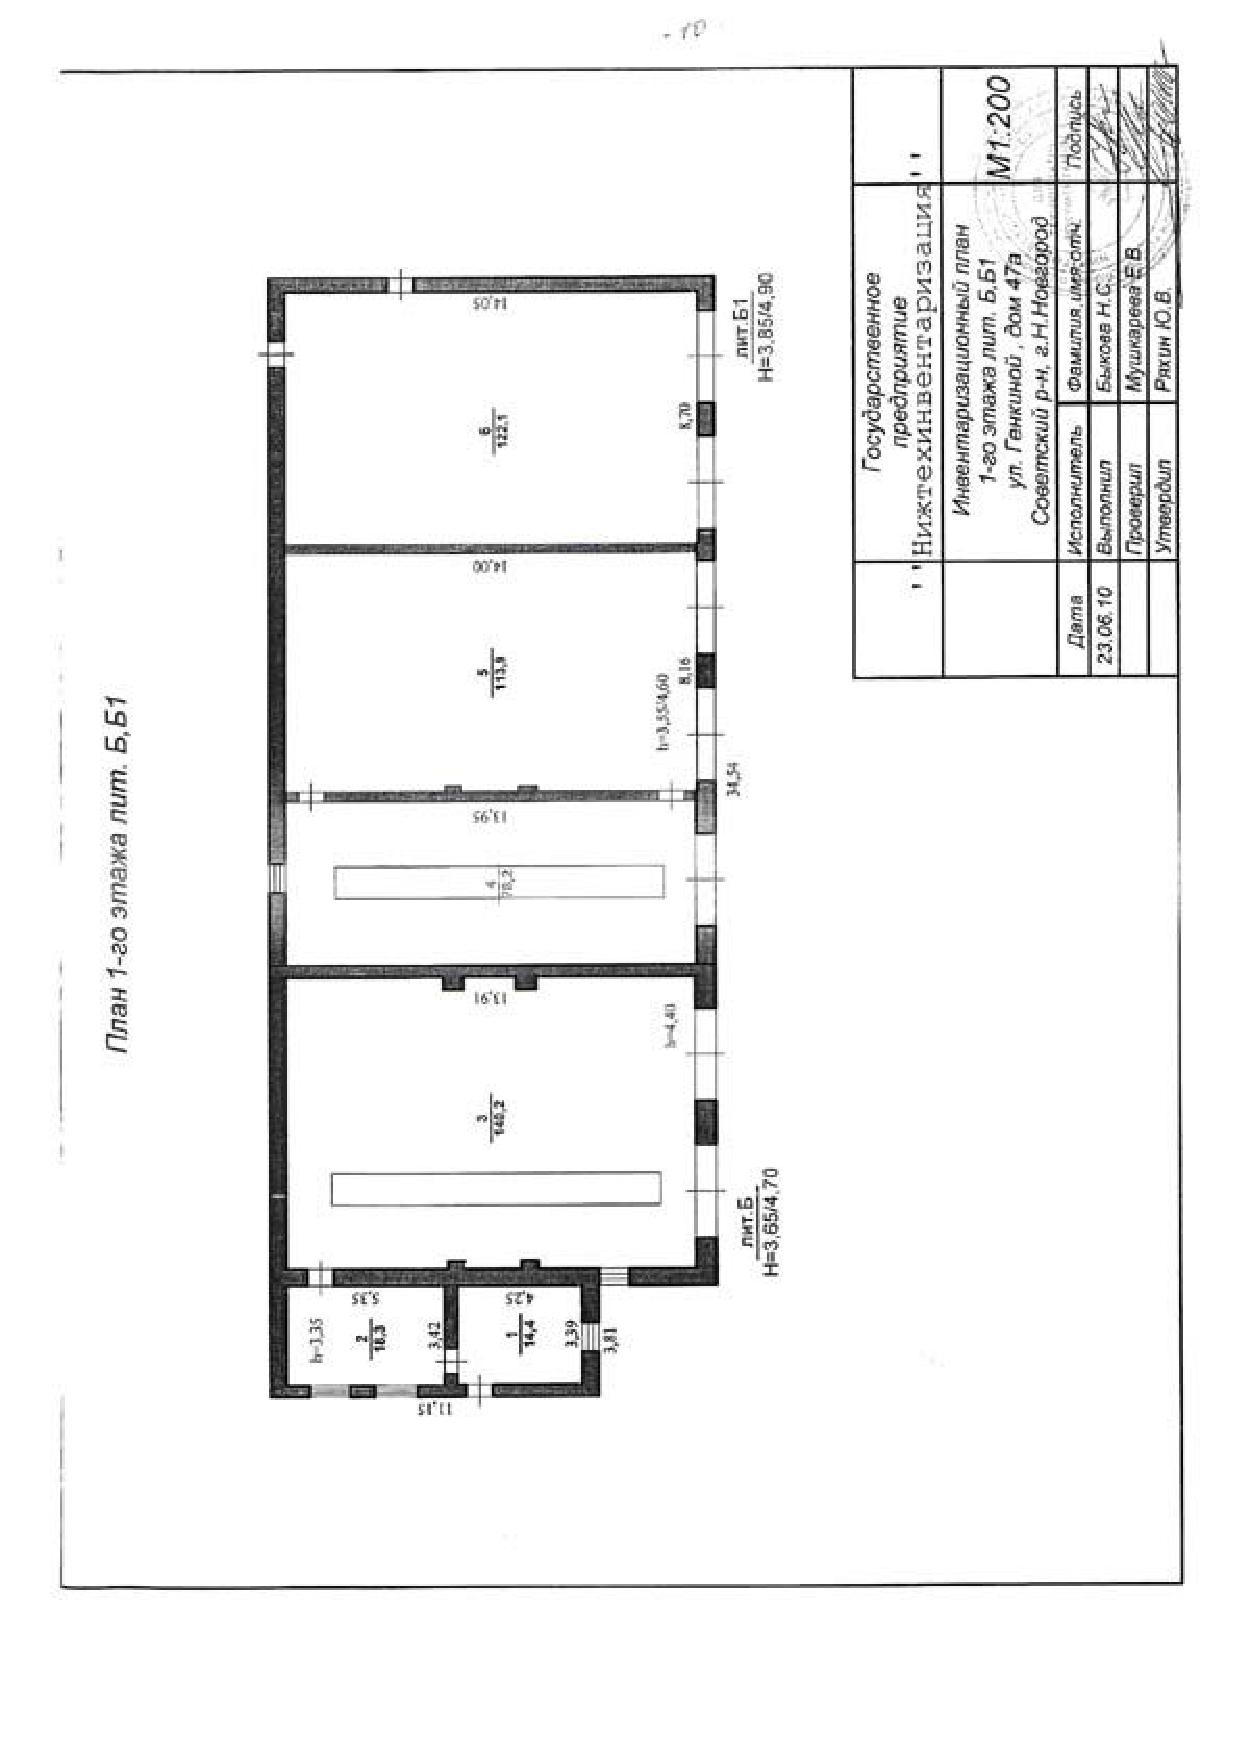 - 10
План 1-го этажа лит. Б,Б1
2
18,3
h=3,35
5,35
3,42
11,15
1
14,4
4,25
3,39
3,81
3
140,2
13,91
h=4,40
лит.Б
H=3,65/4,70
4
78,2
13,95
34,54
5
113,9
14,00
h=3,55/4,60
8,16
6
122,1
14,05
8,70
лит.Б1
H=3,85/4,90
Государственное
предприятие
''Нижтехинвентаризация''
Инвентаризационный план
1-го этажа лит. Б,Б1
ул. Генкиной , дом 47а
Советский р-н, г.Н.Новгород
М1:200
Дата Исполнитель Фамилия,имя,отч. Подпись
23.06.10 Выполнил Быкова Н.С.
Проверил Мушкарева Е.В.
Утвердил Ряхин Ю.В.